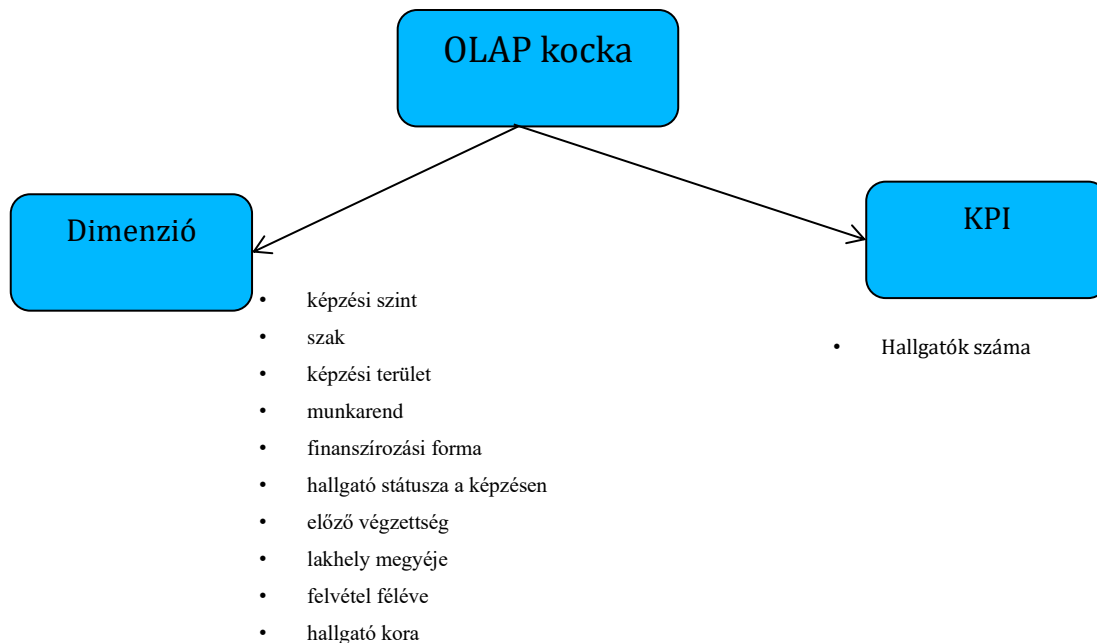 OLAP kocka
Dimenzió
KPI
• képzési szint
• szak
• képzési terület
• munkarend
• finanszírozási forma
• hallgató státusza a képzésen
• előző végzettség
• lakhely megyéje
• felvétel féléve
• hallgató kora
• Hallgatók száma